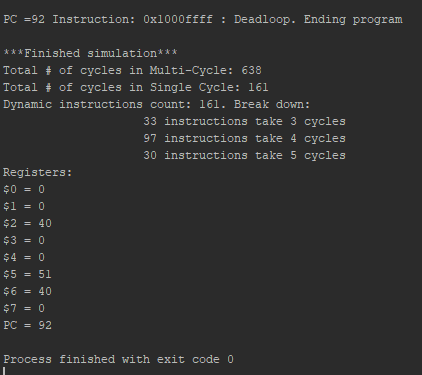 PC =92 Instruction: 0x1000ffff : Deadloop. Ending program
***Finished simulation***
Total # of cycles in Multi-Cycle: 638
Total # of cycles in Single Cycle: 161
Dynamic instructions count: 161. Break down:
33 instructions take 3 cycles
97 instructions take 4 cycles
30 instructions take 5 cycles
Registers:
$0 = 0
$1 = 0
$2 = 40
$3 = 0
$4 = 0
$5 = 51
$6 = 40
$7 = 0
PC = 92
Process finished with exit code 0